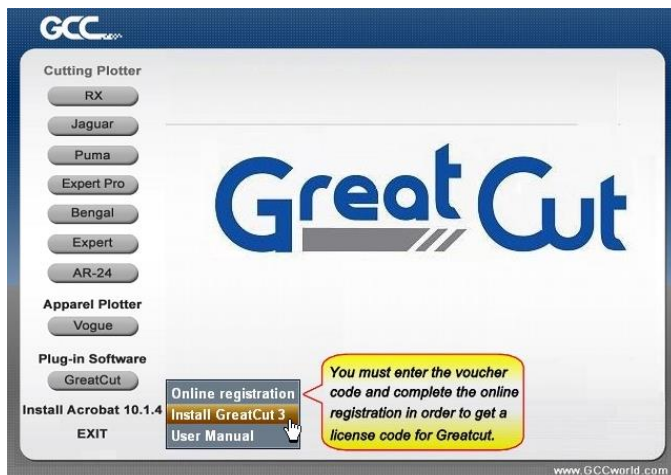 GCC
Cutting Plotter
RX
Jaguar
Puma
Expert Pro
Bengal
Expert
AR-24
Apparel Plotter
Vogue
Plug-in Software
GreatCut
Install Acrobat 10.1.4
EXIT
Great Cut
Online registration
Install GreatCut 3
User Manual
You must enter the voucher
code and complete the online
registration in order to get a
license code for Greatcut.
www.GCCworld.com